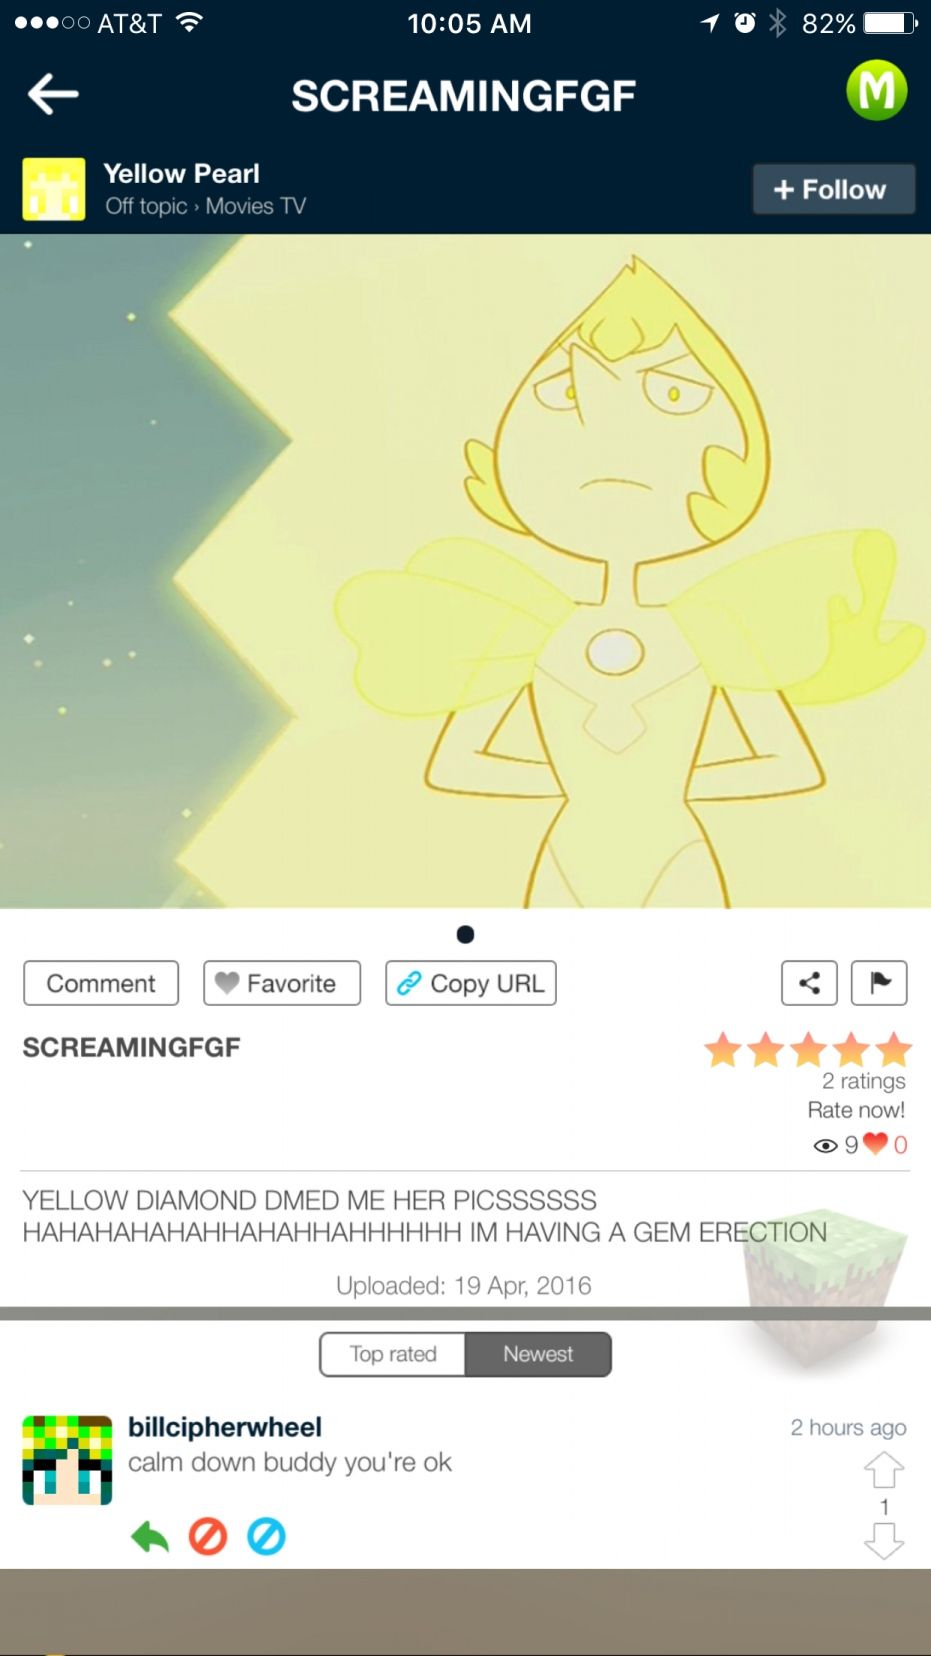 AT&T 10:05 AM 82%
SCREAMINGFGF M
Yellow Pearl
Off topic › Movies TV
+ Follow
Comment Favorite Copy URL
SCREAMINGFGF
2 ratings
Rate now!
9 0
YELLOW DIAMOND DMED ME HER PICSSSSSS
HAHAHAHAHAHHAHAHHAHHHHHH IM HAVING A GEM ERECTION
Uploaded: 19 Apr, 2016
Top rated Newest
billcipherwheel 2 hours ago
calm down buddy you're ok
1